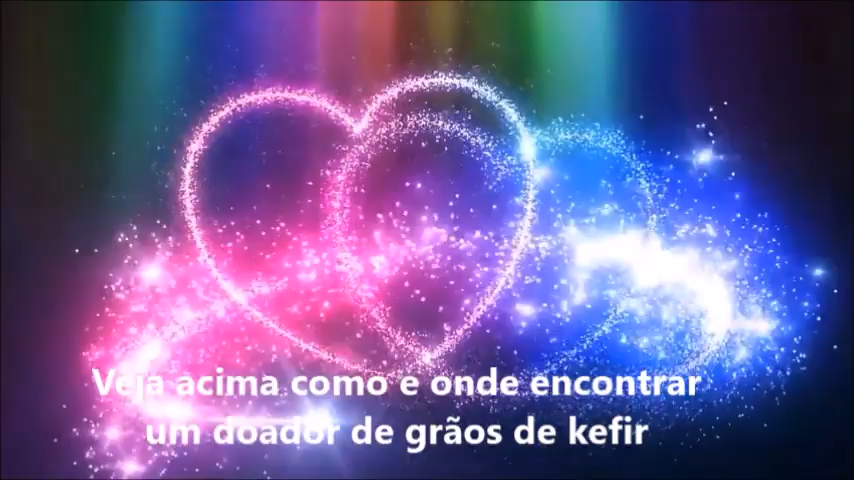 Veja acima como e onde encontrar
um doador de grãos de kefir